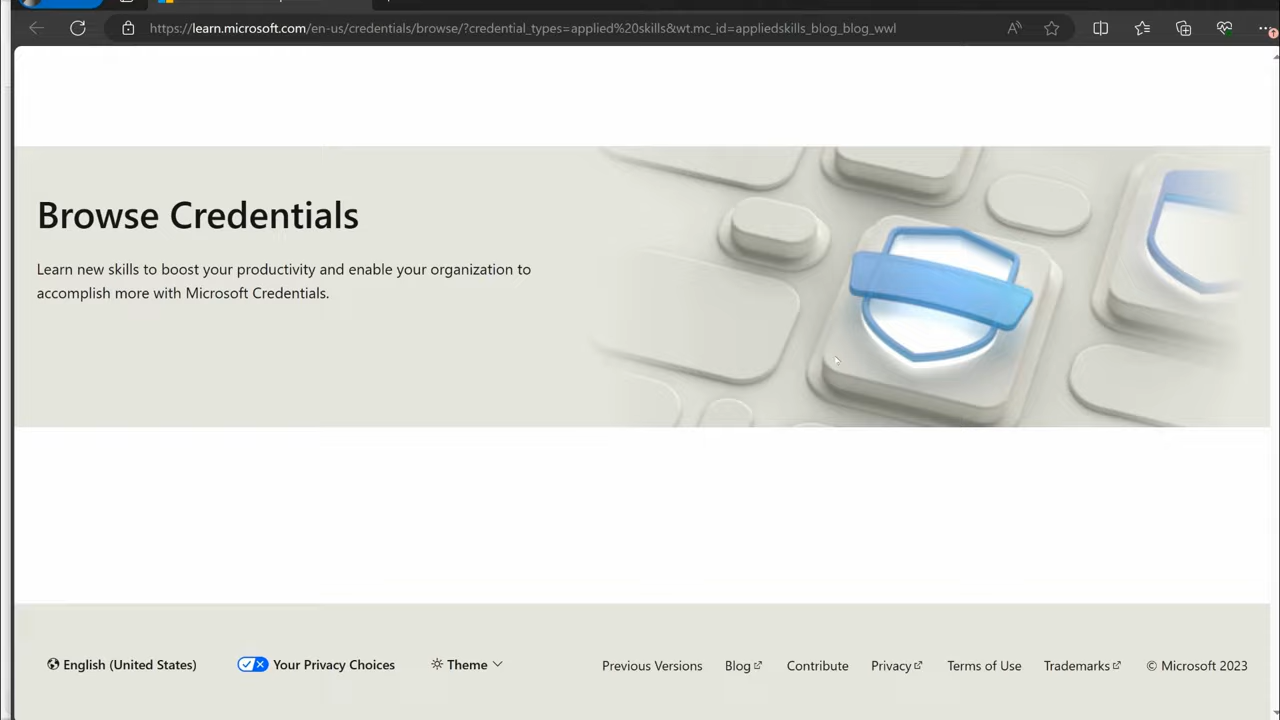 https://learn.microsoft.com/en-us/credentials/browse/?credential_types=applied%20skills&wt.mc_id=appliedskills_blog_blog_wwl
Browse Credentials
Learn new skills to boost your productivity and enable your organization to
accomplish more with Microsoft Credentials.
English (United States)
Your Privacy Choices
Theme
Previous Versions
Blog
Contribute
Privacy
Terms of Use
Trademarks
© Microsoft 2023